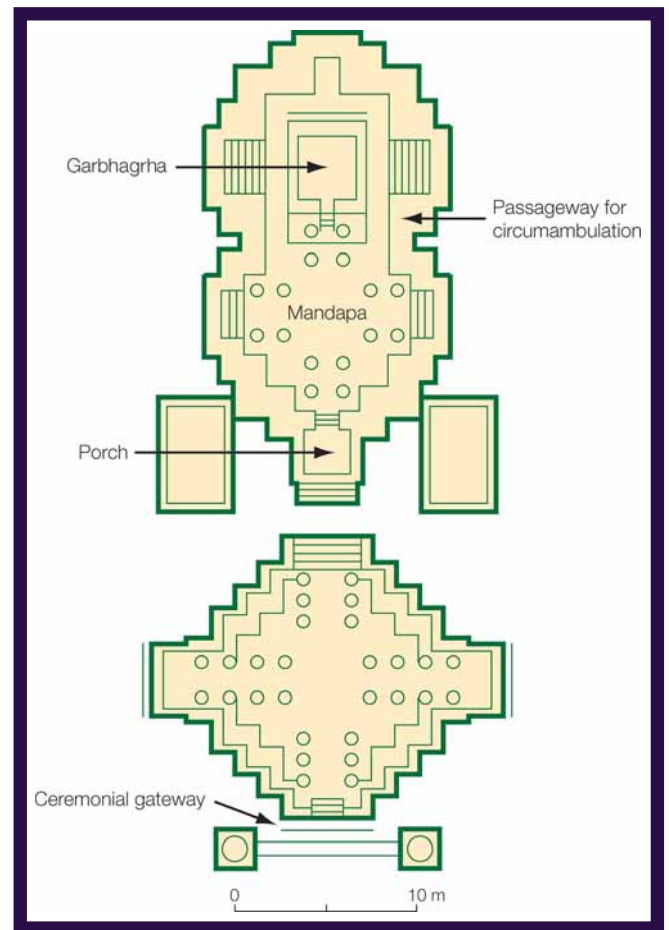 Garbhagrha
Passageway for
circumambulation
Mandapa
Porch
Ceremonial gateway
0 10 m